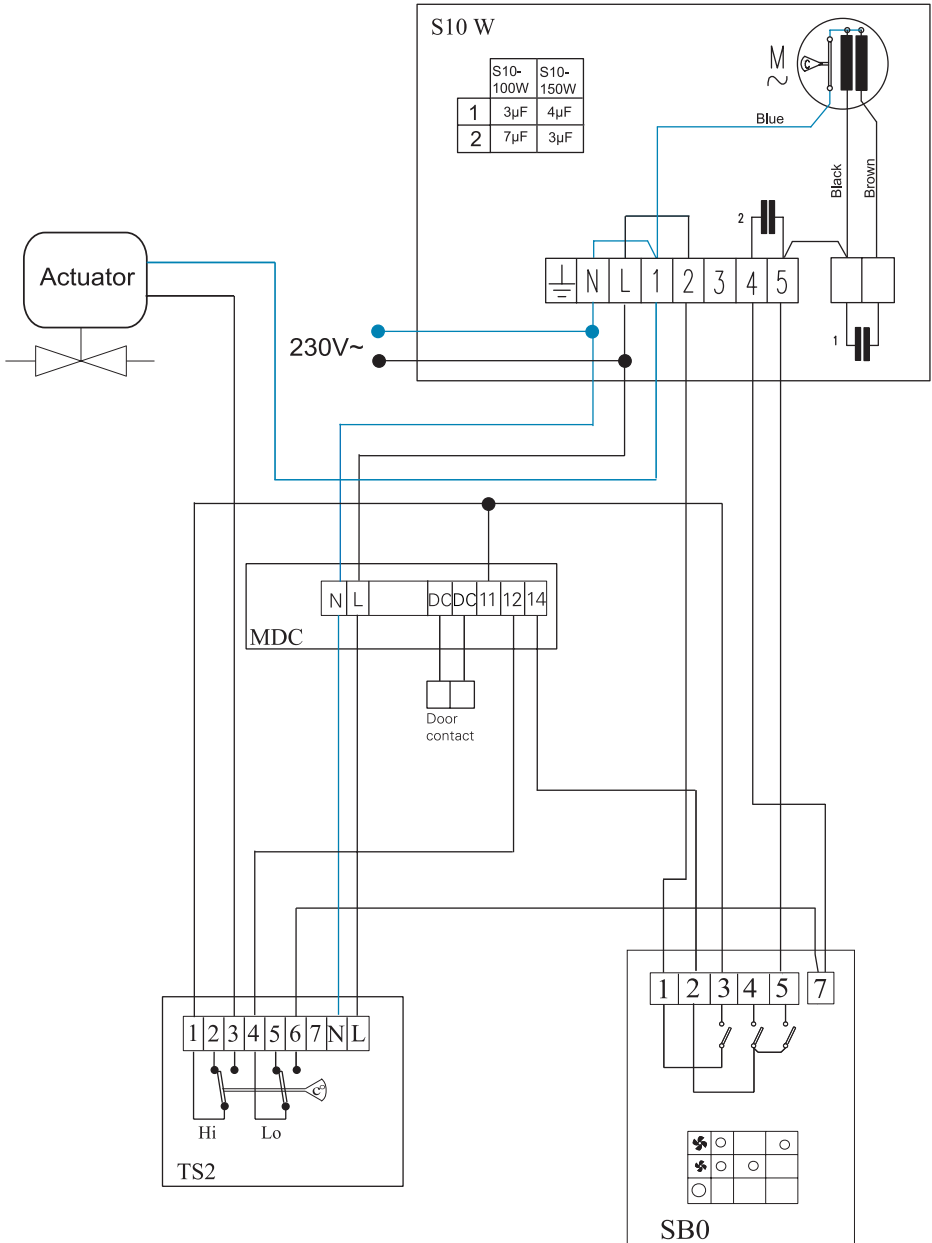 S10 W
M
S10-
100W
S10-
150W
1 3µF 4µF
2 7µF 3µF
Blue
Black
Brown
2
Actuator
N L 1 2 3 4 5
1
230V~
N L DC DC 11 12 14
MDC
Door
contact
1 2 3 4 5 7
1 2 3 4 5 6 7 N L
C°
Hi Lo
TS2
SB0